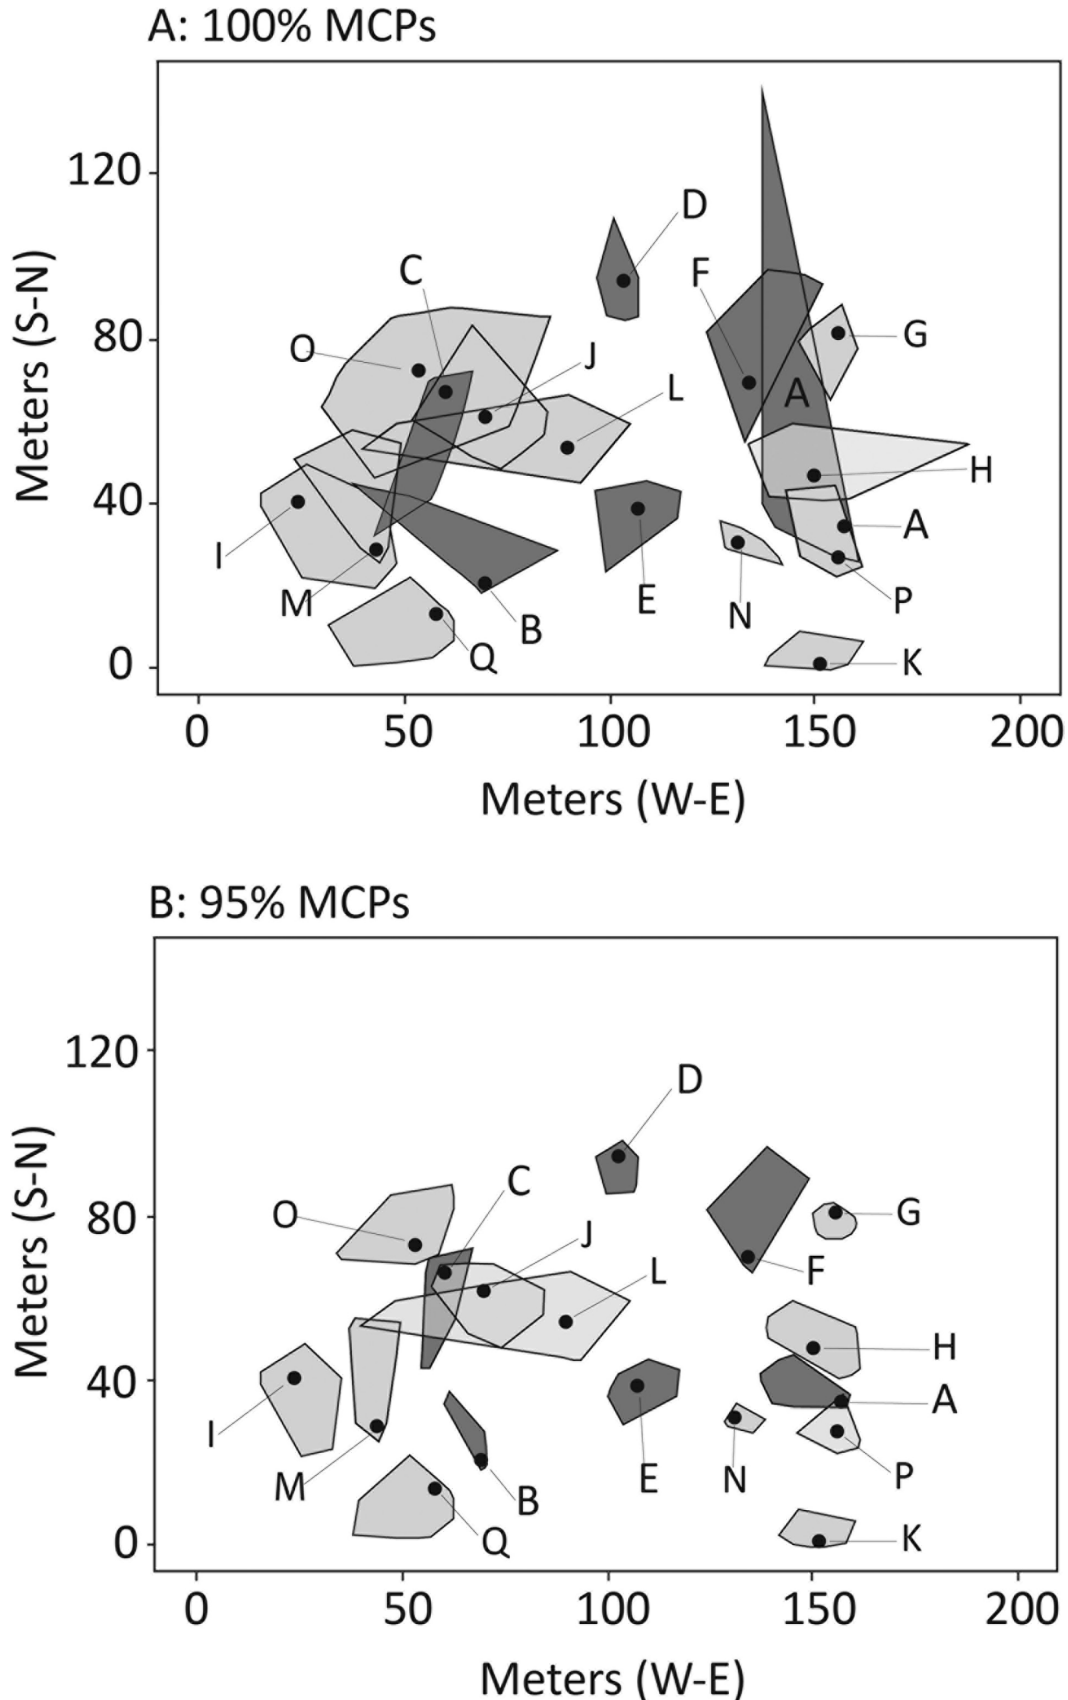 A: 100% MCPs
120
D
C
F
O
80
G
J
L
A
Meters (S-N)
H
40
A
I
M
E
N
P
B
Q
K
0
0 50 100 150 200
Meters (W-E)
B: 95% MCPs
120
D
C
O
80
G
J
L
F
Meters (S-N)
H
40
A
I
M
E
N
P
B
Q
K
0
0 50 100 150 200
Meters (W-E)